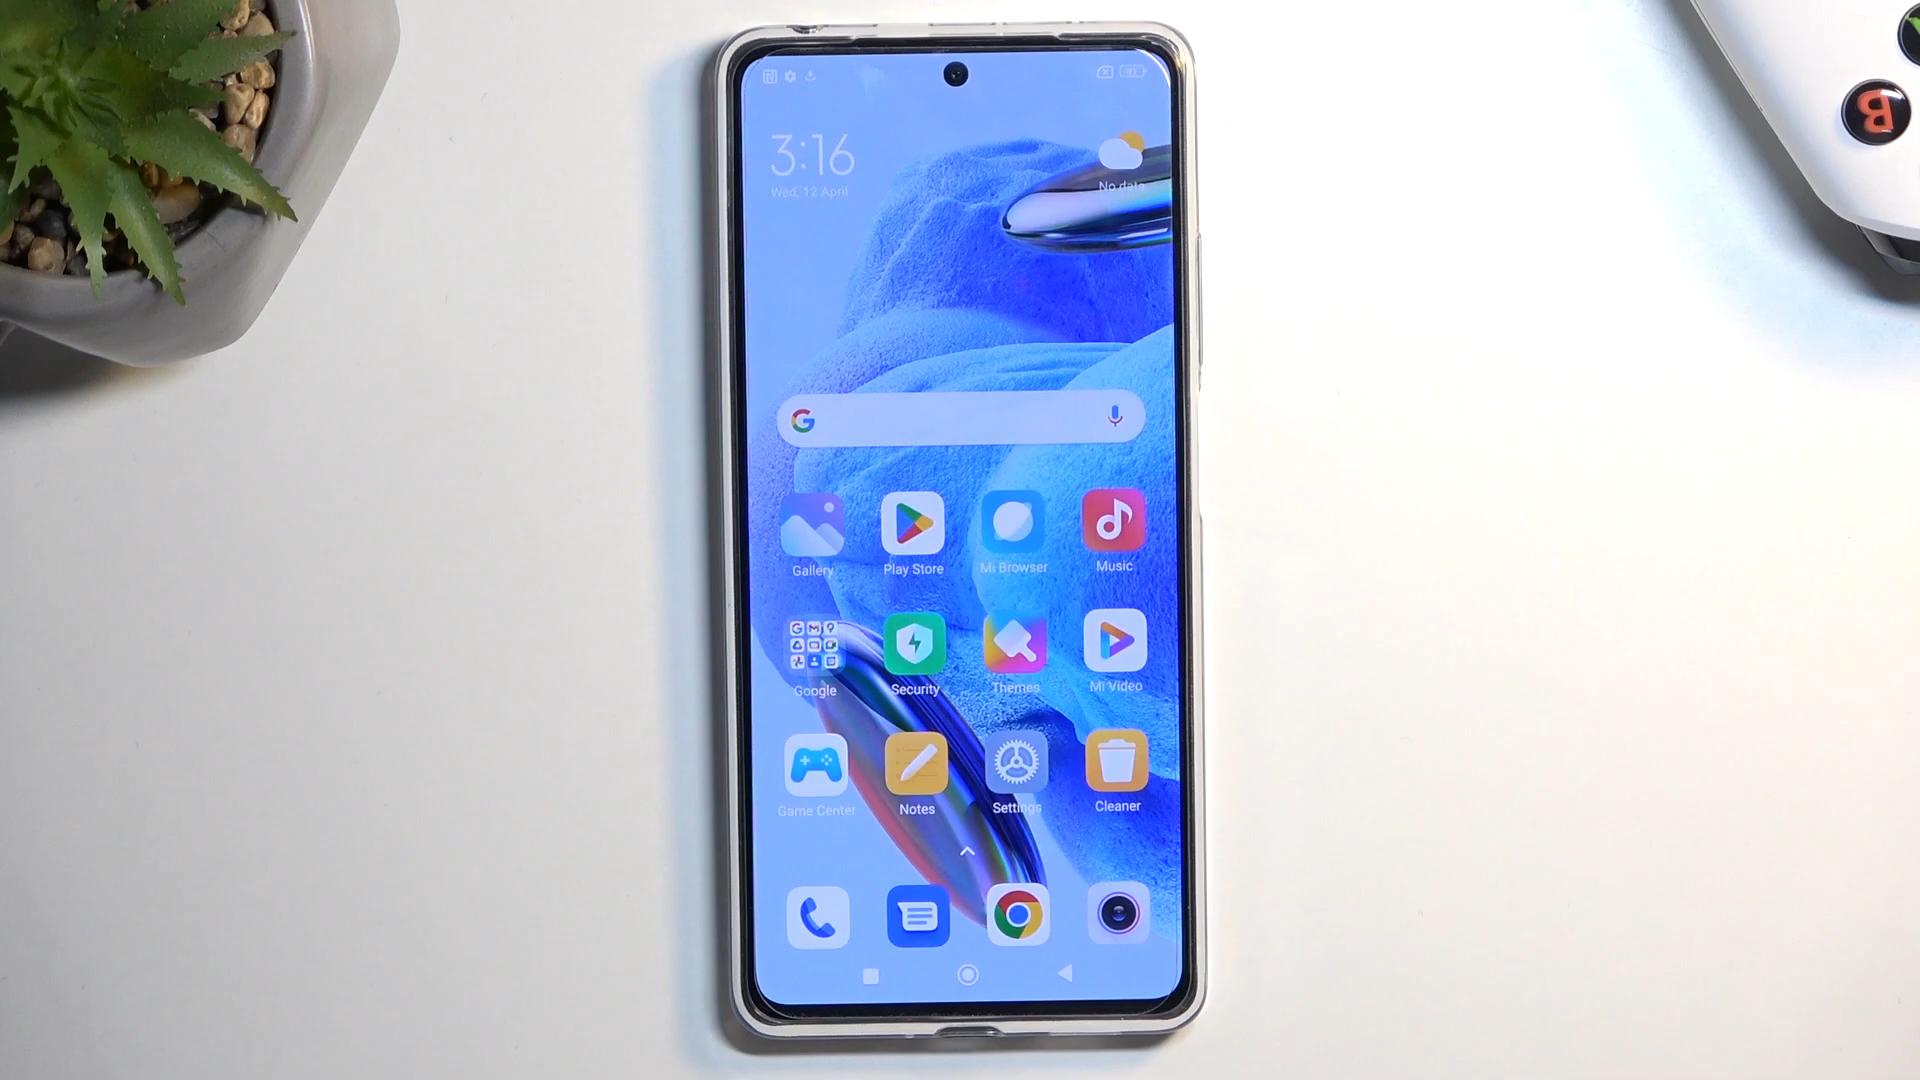 3:16
Wed, 12 April
No data
Gallery
Play Store
Mi Browser
Music
Google
Security
Themes
Mi Video
Game Center
Notes
Settings
Cleaner
B